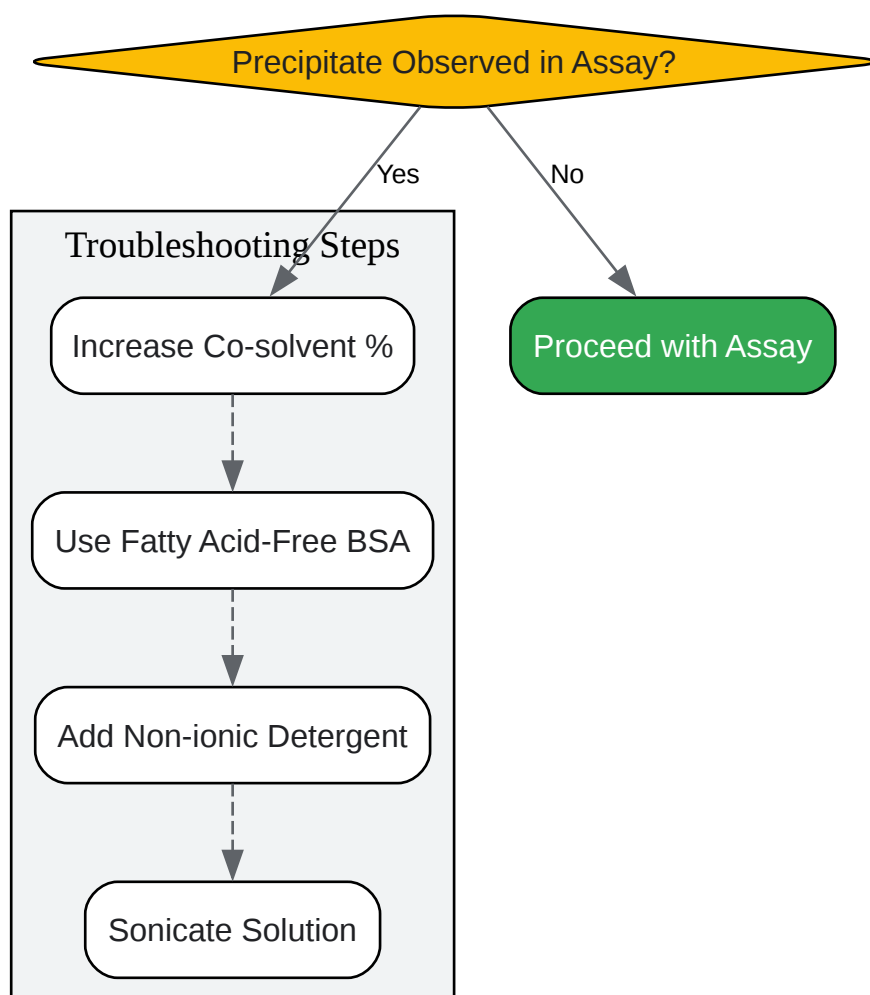 Precipitate Observed in Assay?
Yes
No
Troubleshooting Steps
Increase Co-solvent %
Proceed with Assay
Use Fatty Acid-Free BSA
Add Non-ionic Detergent
Sonicate Solution